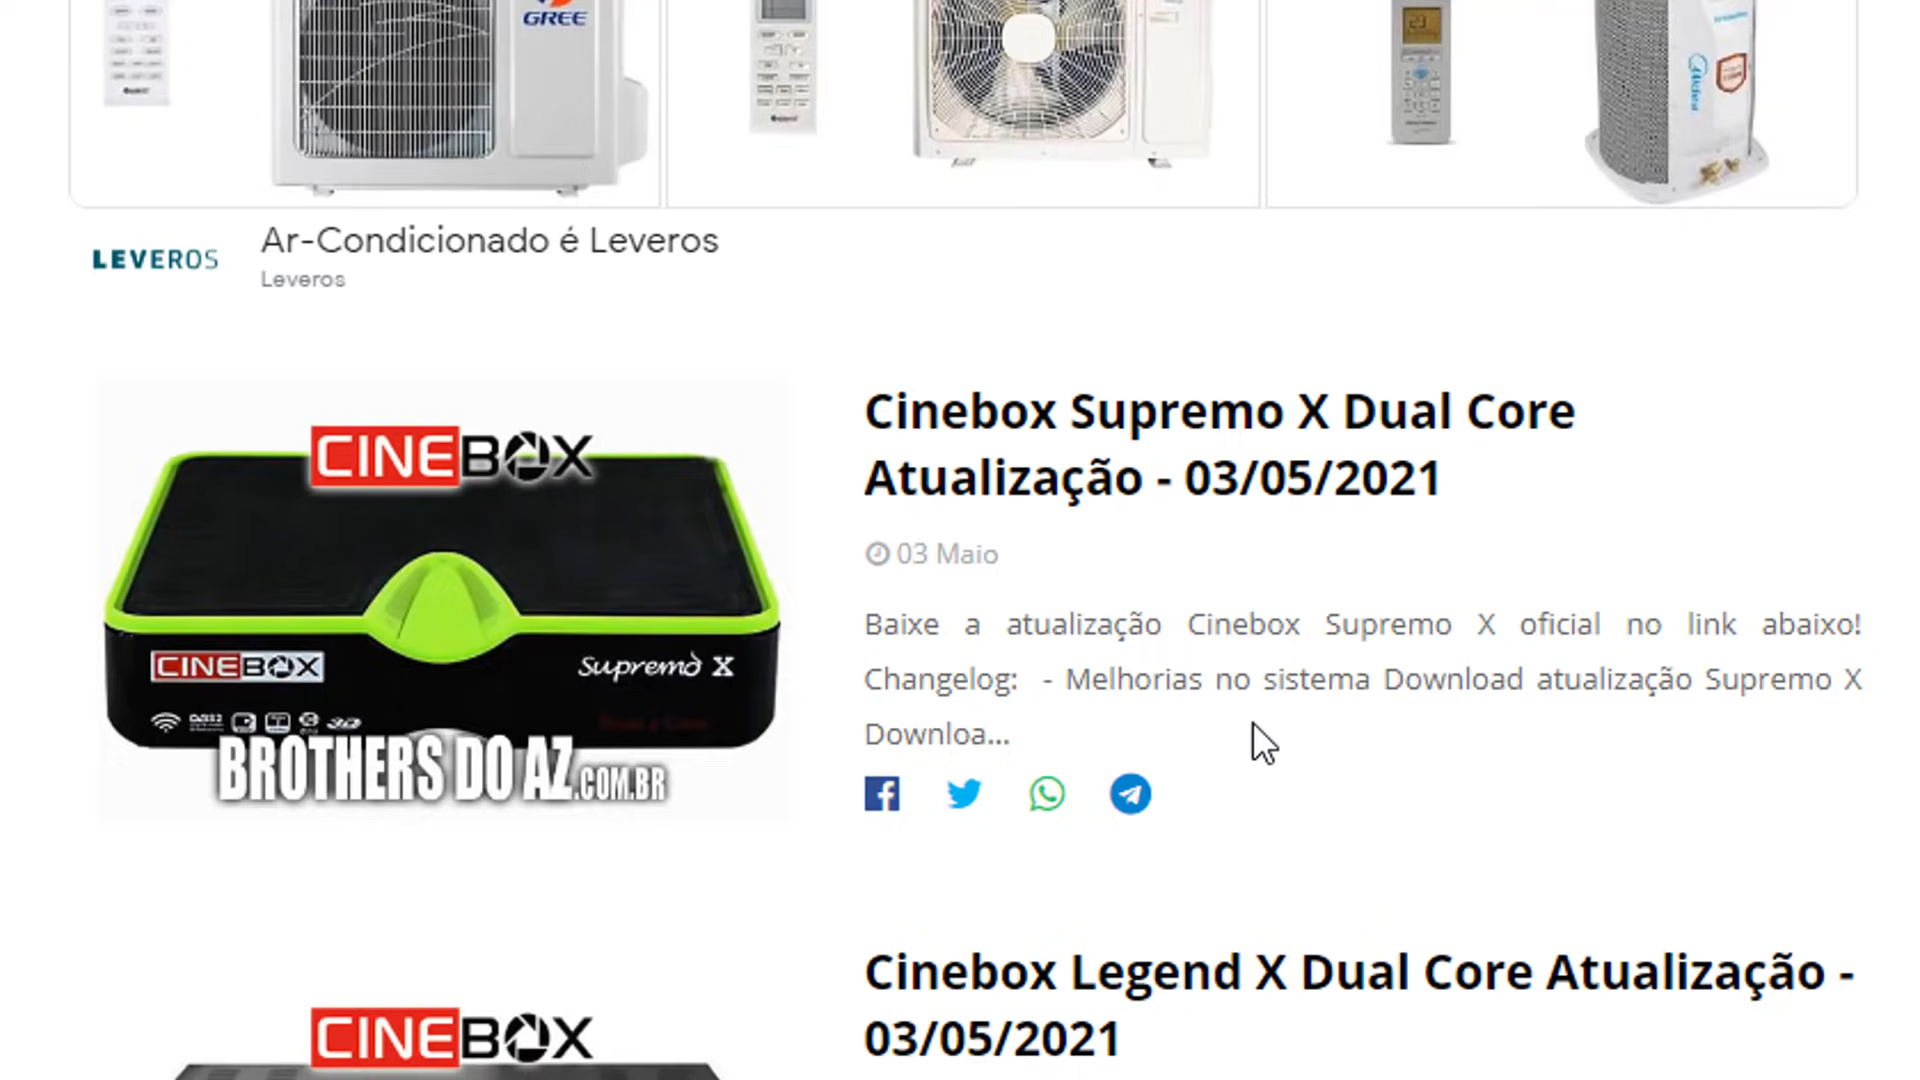 GREE
Midea
LEVEROS
Ar-Condicionado é Leveros
Leveros
CINEBOX
CINEBOX
Supremo X
BROTHERS DO AZ.COM.BR
Cinebox Supremo X Dual Core
Atualização - 03/05/2021
03 Maio
Baixe a atualização Cinebox Supremo X oficial no link abaixo!
Changelog: - Melhorias no sistema Download atualização Supremo X
Downloa...
CINEBOX
Cinebox Legend X Dual Core Atualização -
03/05/2021